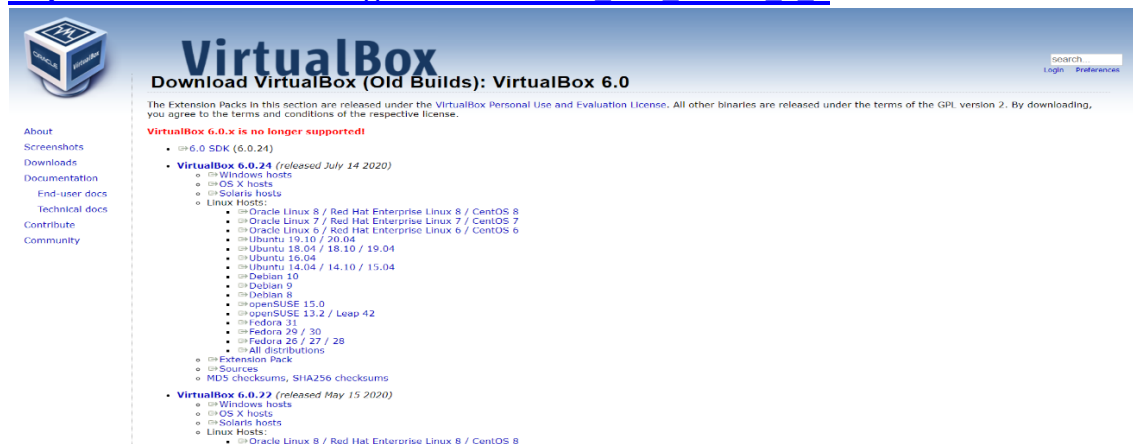 VirtualBox
search...
Login Preferences
Download VirtualBox (Old Builds): VirtualBox 6.0
The Extension Packs in this section are released under the VirtualBox Personal Use and Evaluation License. All other binaries are released under the terms of the GPL version 2. By downloading,
you agree to the terms and conditions of the respective license.
About
Screenshots
Downloads
Documentation
End-user docs
Technical docs
Contribute
Community
VirtualBox 6.0.x is no longer supported!
6.0 SDK (6.0.24)
VirtualBox 6.0.24 (released July 14 2020)
Windows hosts
OS X hosts
Solaris hosts
Linux Hosts:
Oracle Linux 8 / Red Hat Enterprise Linux 8 / CentOS 8
Oracle Linux 7 / Red Hat Enterprise Linux 7 / CentOS 7
Oracle Linux 6 / Red Hat Enterprise Linux 6 / CentOS 6
Ubuntu 19.10 / 20.04
Ubuntu 18.04 / 18.10 / 19.04
Ubuntu 16.04
Ubuntu 14.04 / 14.10 / 15.04
Debian 10
Debian 9
Debian 8
openSUSE 15.0
openSUSE 13.2 / Leap 42
Fedora 31
Fedora 29 / 30
Fedora 26 / 27 / 28
All distributions
Extension Pack
Sources
MD5 checksums, SHA256 checksums
VirtualBox 6.0.22 (released May 15 2020)
Windows hosts
OS X hosts
Solaris hosts
Linux Hosts:
Oracle Linux 8 / Red Hat Enterprise Linux 8 / CentOS 8